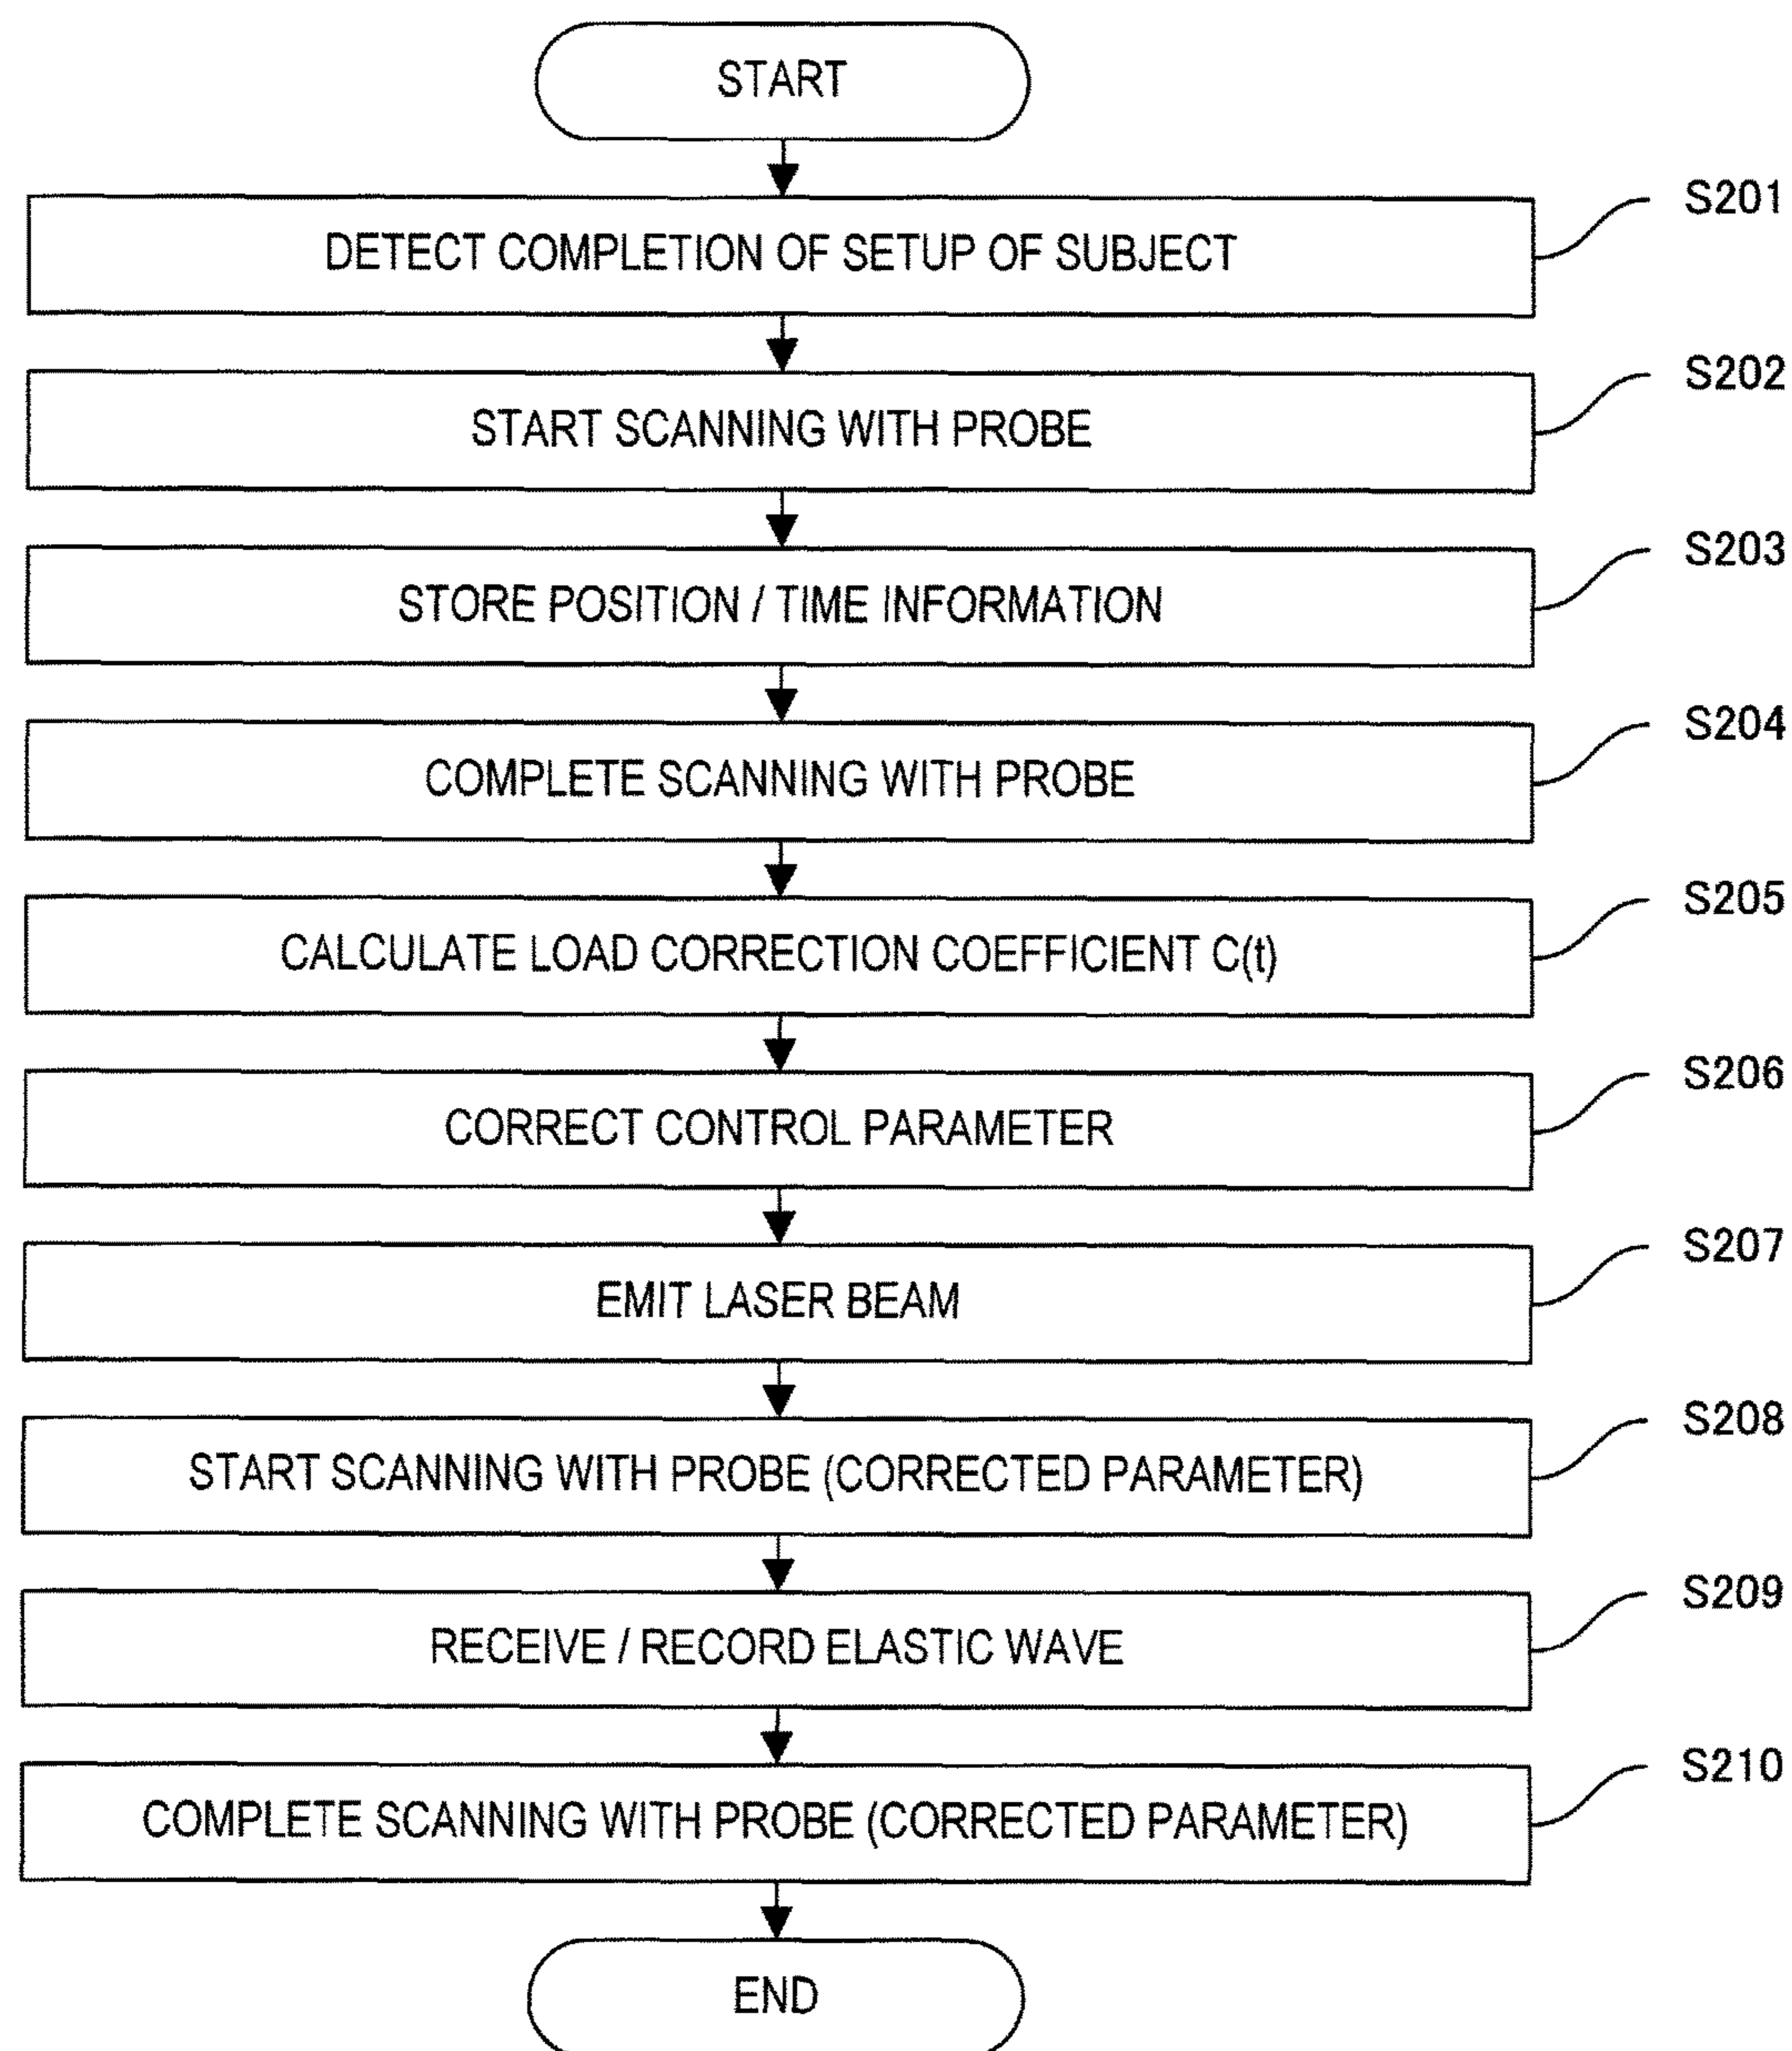 START
DETECT COMPLETION OF SETUP OF SUBJECT
S201
START SCANNING WITH PROBE
S202
STORE POSITION / TIME INFORMATION
S203
COMPLETE SCANNING WITH PROBE
S204
CALCULATE LOAD CORRECTION COEFFICIENT C(t)
S205
CORRECT CONTROL PARAMETER
S206
EMIT LASER BEAM
S207
START SCANNING WITH PROBE (CORRECTED PARAMETER)
S208
RECEIVE / RECORD ELASTIC WAVE
S209
COMPLETE SCANNING WITH PROBE (CORRECTED PARAMETER)
S210
END